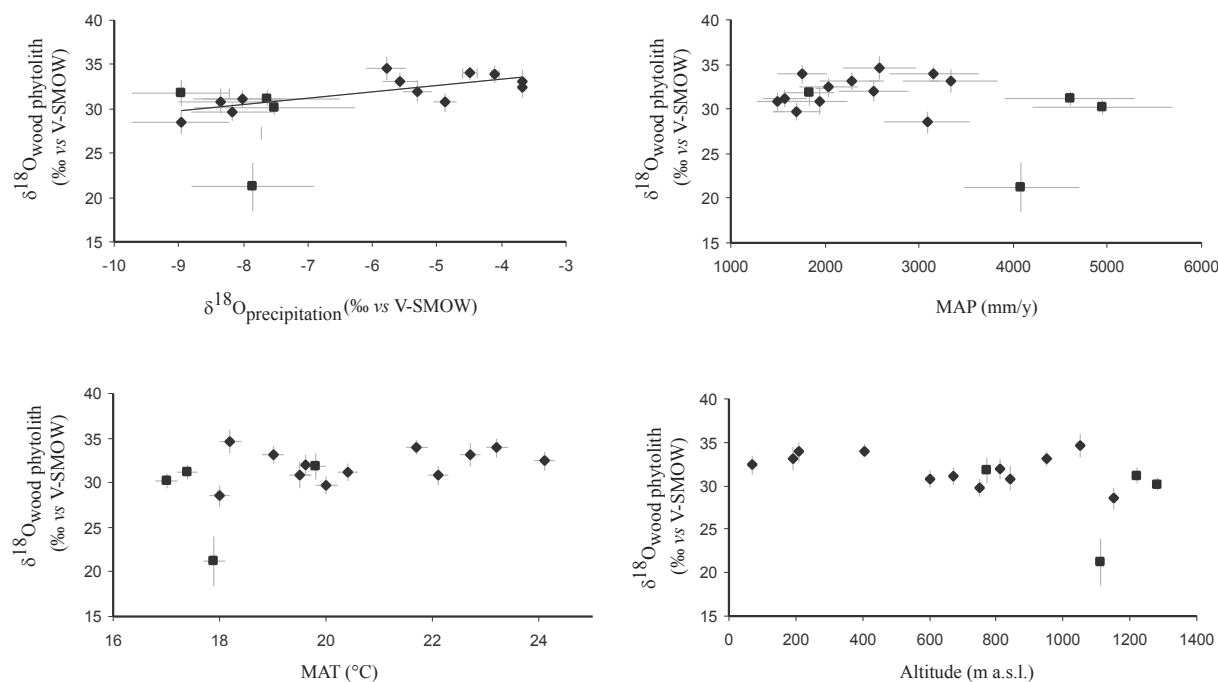 δ18Owood phytolith
(‰ vs V-SMOW)
40
35
30
25
20
15
-10 -9 -8 -7 -6 -5 -4 -3
δ18Oprecipitation (‰ vs V-SMOW)
δ18Owood phytolith
(‰ vs V-SMOW)
40
35
30
25
20
15
1000 2000 3000 4000 5000 6000
MAP (mm/y)
δ18Owood phytolith
(‰ vs V-SMOW)
40
35
30
25
20
15
16 18 20 22 24
MAT (°C)
δ18Owood phytolith
(‰ vs V-SMOW)
40
35
30
25
20
15
0 200 400 600 800 1000 1200 1400
Altitude (m a.s.l.)